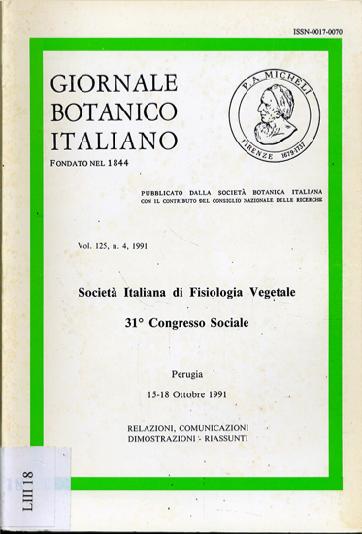 ISSN-0017-0070
GIORNALE
BOTANICO
ITALIANO
FONDATO NEL 1844
P. A. MICHELI
FIRENZE 1679-1737
PUBBLICATO DALLA SOCIETÀ BOTANICA ITALIANA
CON IL CONTRIBUTO DEL CONSIGLIO NAZIONALE DELLE RICERCHE
Vol. 125, n. 4, 1991
Società Italiana di Fisiologia Vegetale
31° Congresso Sociale
Perugia
15-18 Ottobre 1991
RELAZIONI, COMUNICAZIONI
DIMOSTRAZIONI - RIASSUNTI
LIII 18